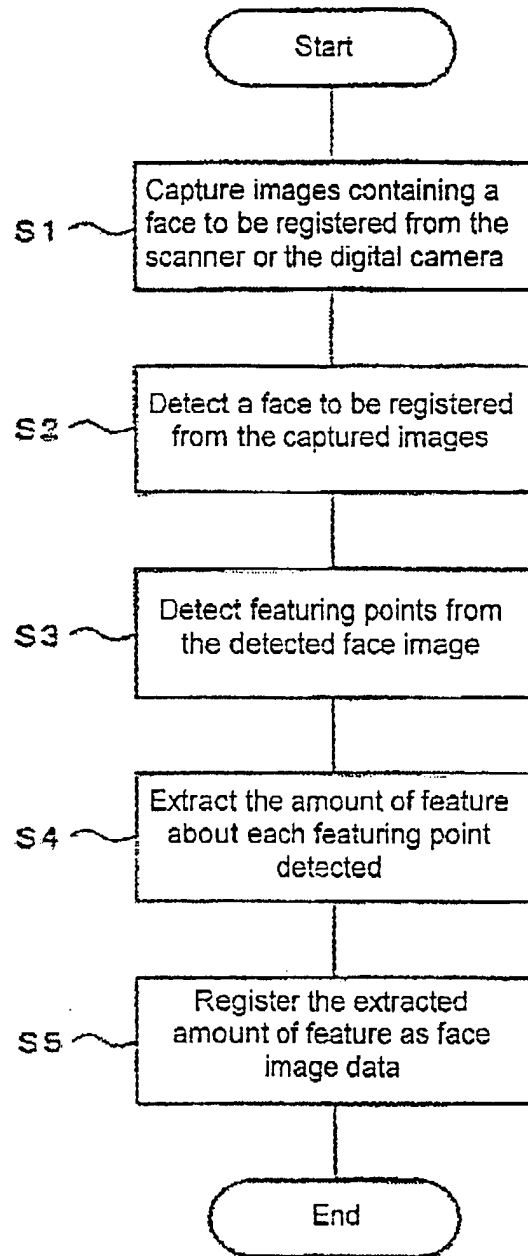 Start
S1
Capture images containing a
face to be registered from the
scanner or the digital camera
S2
Detect a face to be registered
from the captured images
S3
Detect featuring points from
the detected face image
S4
Extract the amount of feature
about each featuring point
detected
S5
Register the extracted
amount of feature as face
image data
End